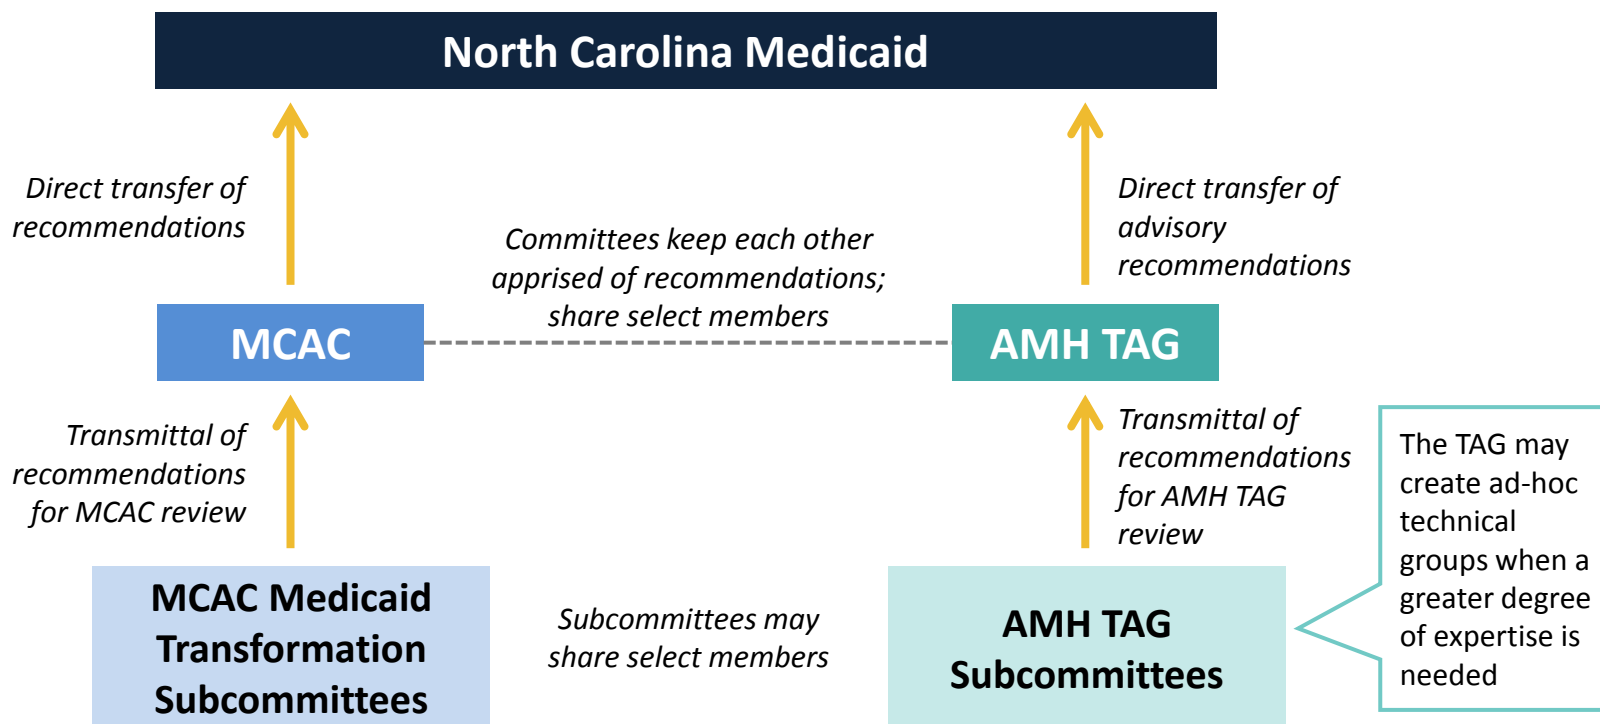 North Carolina Medicaid
Direct transfer of
recommendations
Direct transfer of
advisory
recommendations
Committees keep each other
apprised of recommendations;
share select members
MCAC
AMH TAG
Transmittal of
recommendations
for MCAC review
Transmittal of
recommendations
for AMH TAG
review
The TAG may
create ad-hoc
technical
groups when a
greater degree
of expertise is
needed
MCAC Medicaid
Transformation
Subcommittees
Subcommittees may
share select members
AMH TAG
Subcommittees